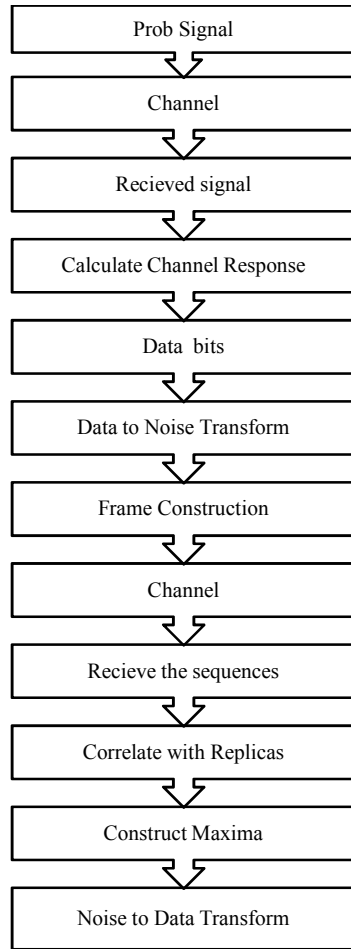 Prob Signal
Channel
Recieved signal
Calculate Channel Response
Data bits
Data to Noise Transform
Frame Construction
Channel
Recieve the sequences
Correlate with Replicas
Construct Maxima
Noise to Data Transform